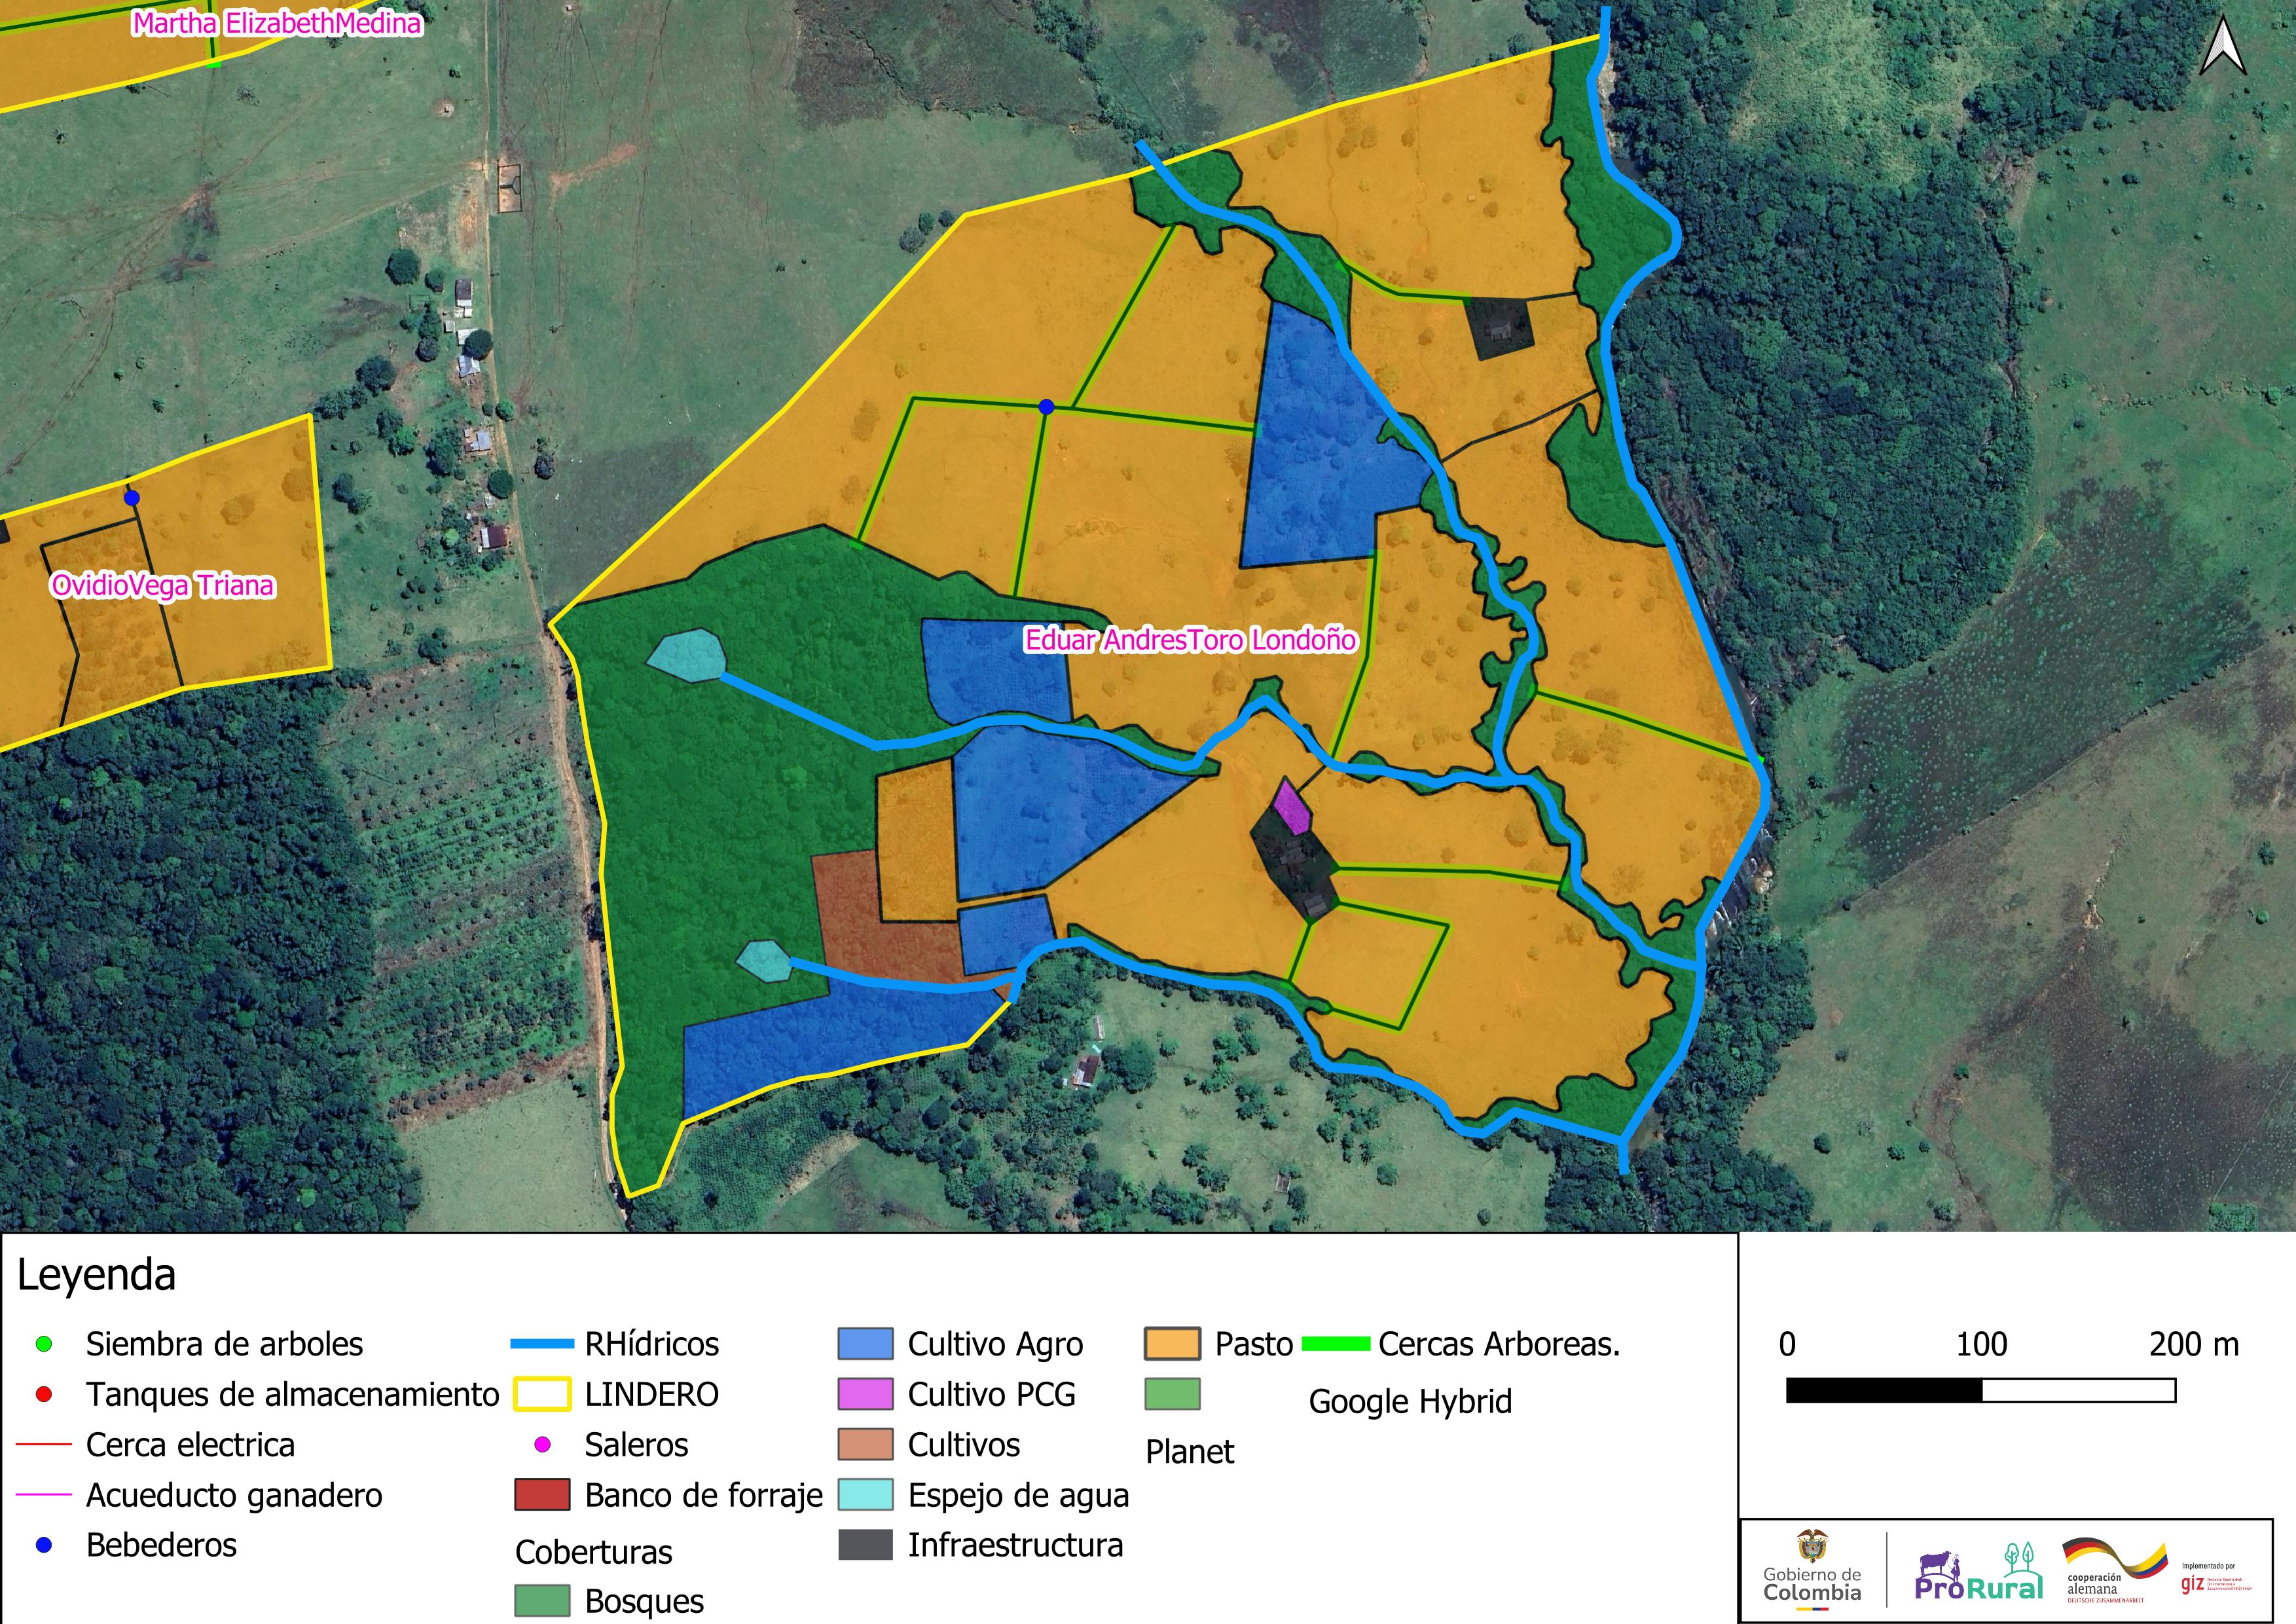 Martha ElizabethMedina
OvidioVega Triana
Eduar AndresToro Londoño
Leyenda
Siembra de arboles
Tanques de almacenamiento
Cerca electrica
Acueducto ganadero
Bebederos
RHídricos
LINDERO
Saleros
Banco de forraje
Coberturas
Bosques
Cultivo Agro
Cultivo PCG
Cultivos
Espejo de agua
Infraestructura
Pasto
Planet
Cercas Arboreas.
Google Hybrid
0 100 200 m
Gobierno de
Colombia
ProRural
cooperación
alemana
DEUTSCHE ZUSAMMENARBEIT
Implementado por
giz